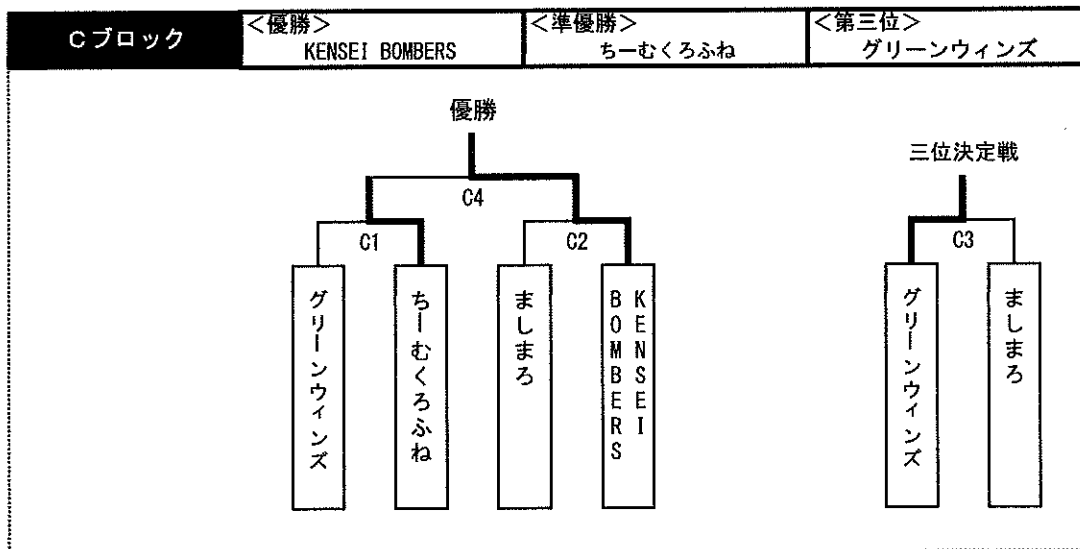 Cブロック
<優勝>
KENSEI BOMBERS
<準優勝>
ちーむくろふね
<第三位>
グリーンウィンズ
優勝
三位決定戦
C4
C1
C2
C3
グリーンウィンズ
ちーむくろふね
ましまろ
KENSEI
BOMBERS
グリーンウィンズ
ましまろ